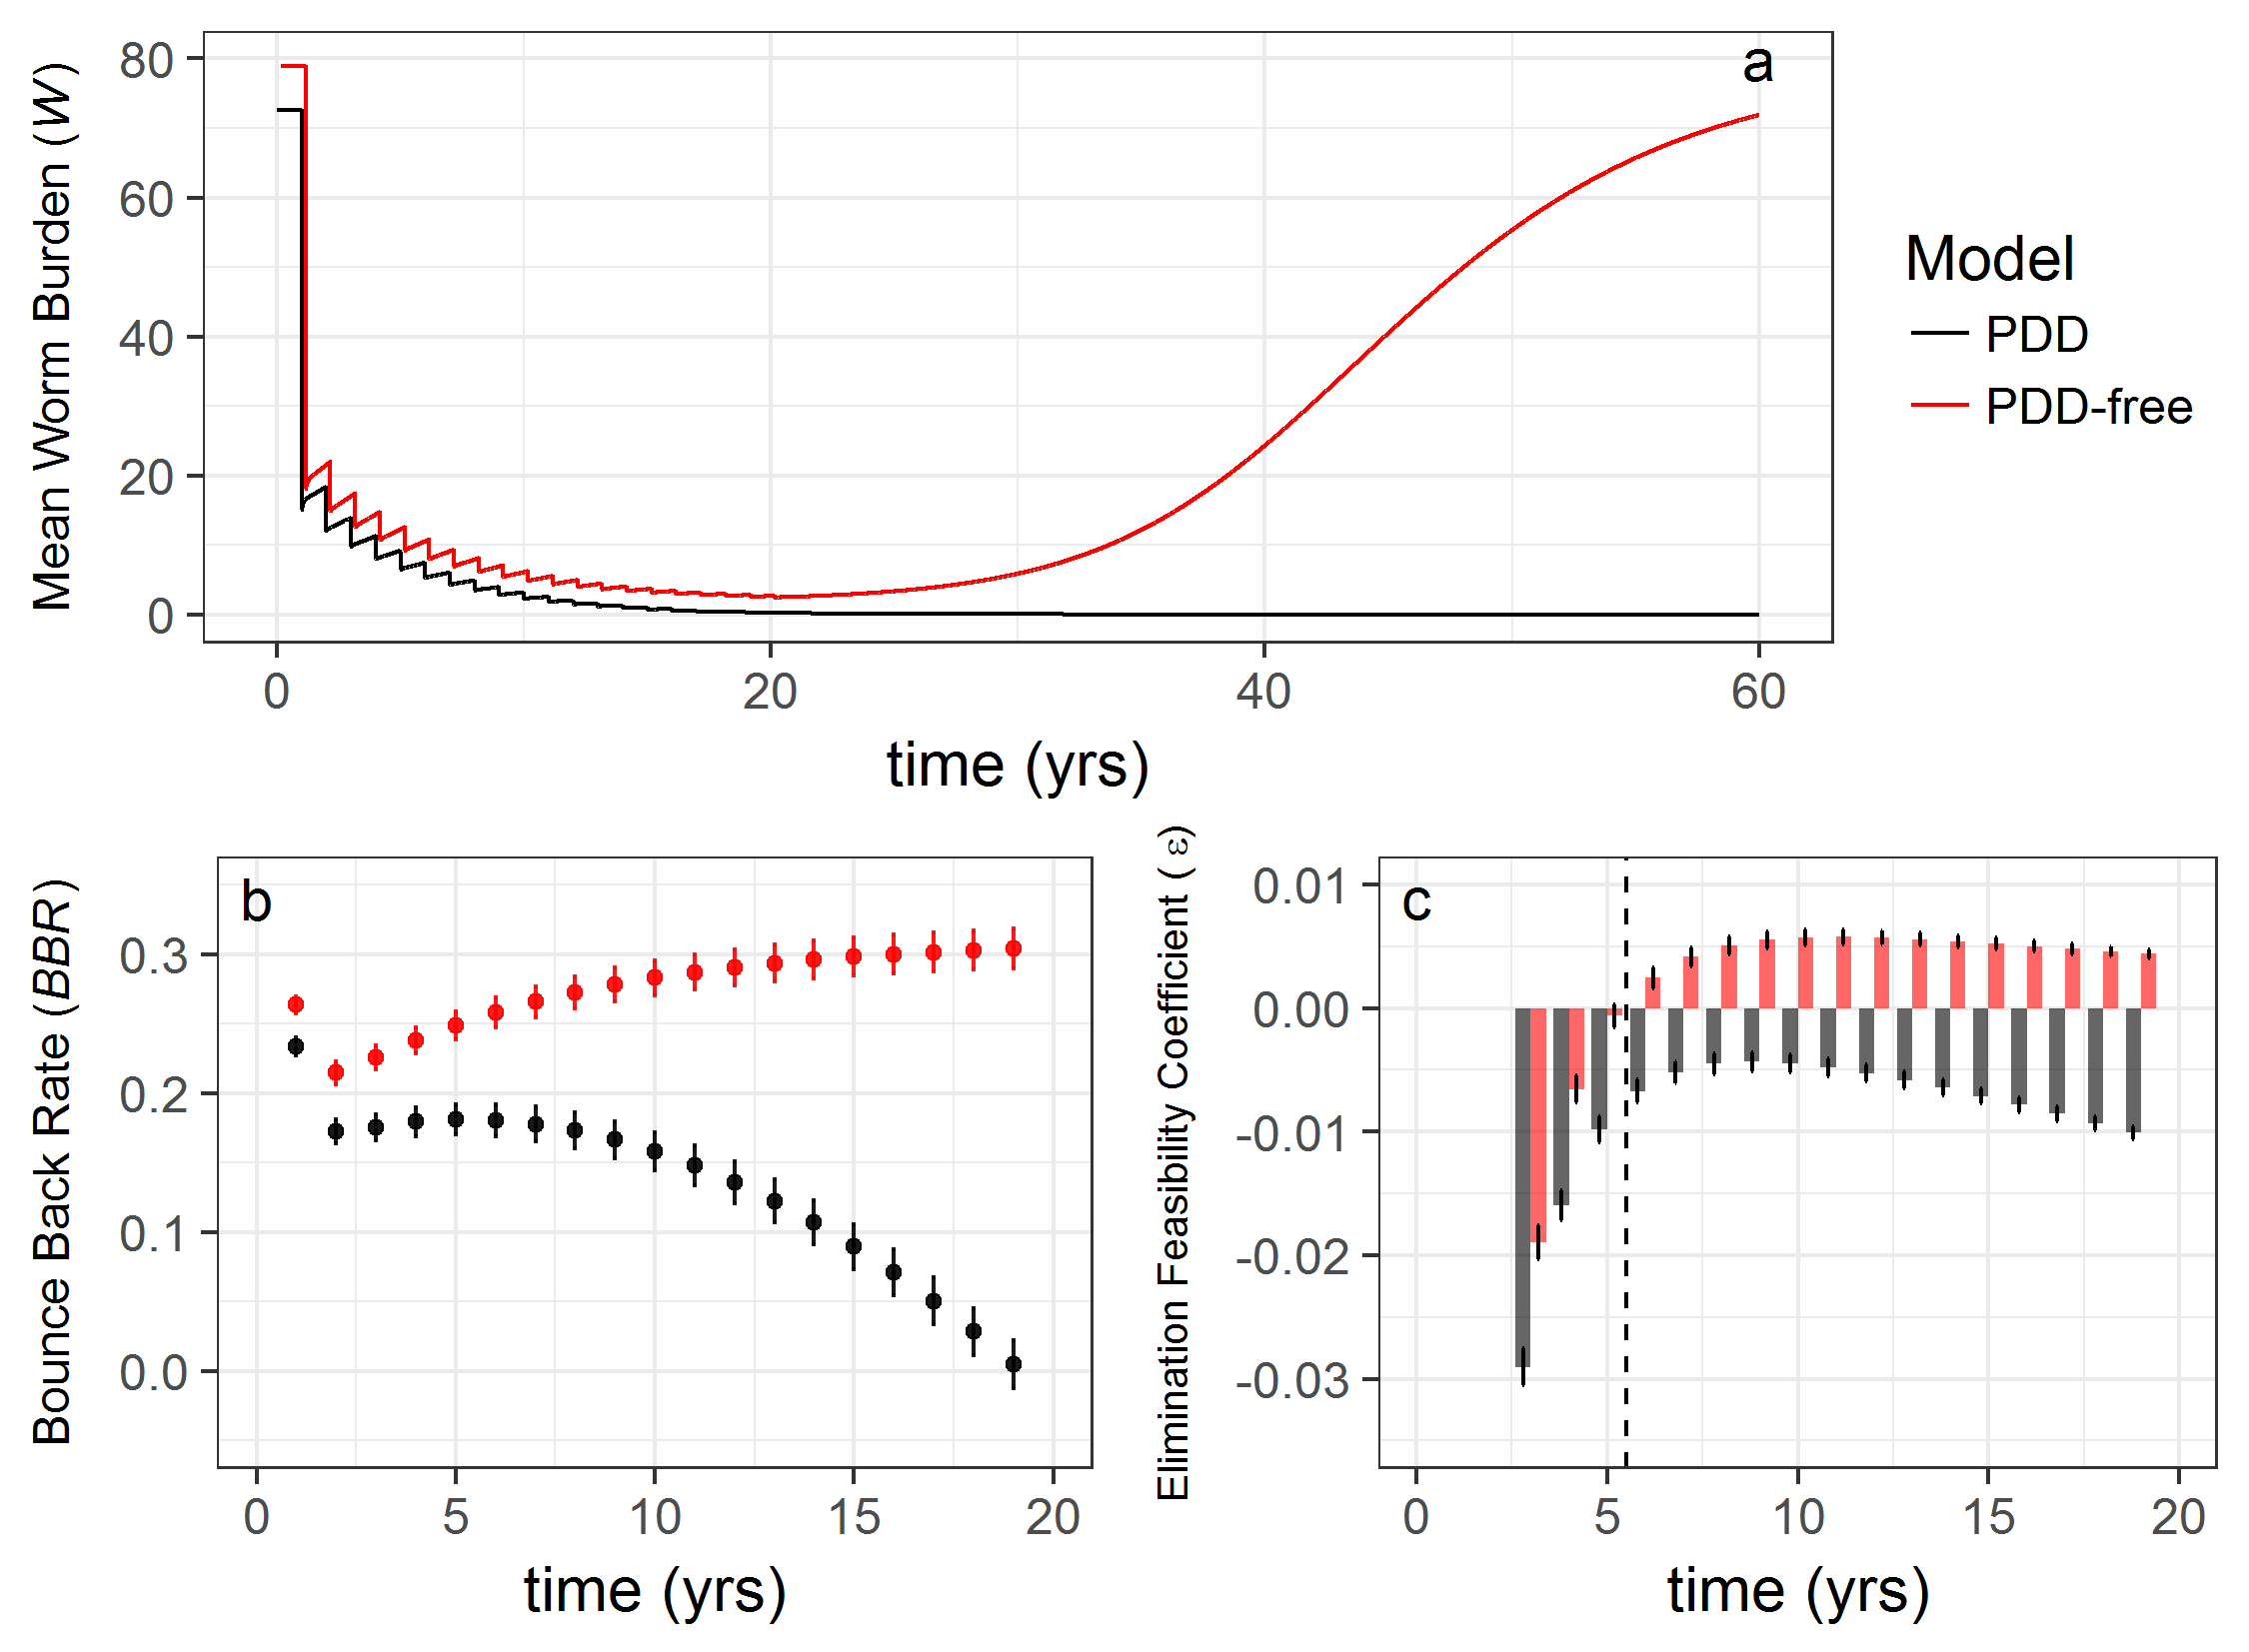 a
Mean Worm Burden (W)
80
60
40
20
0
0 20 40 60
time (yrs)
Model
PDD
PDD-free
b
Bounce Back Rate (BBR)
0.3
0.2
0.1
0.0
0 5 10 15 20
time (yrs)
c
Elimination Feasibility Coefficient ( ε)
0.01
0.00
-0.01
-0.02
-0.03
0 5 10 15 20
time (yrs)